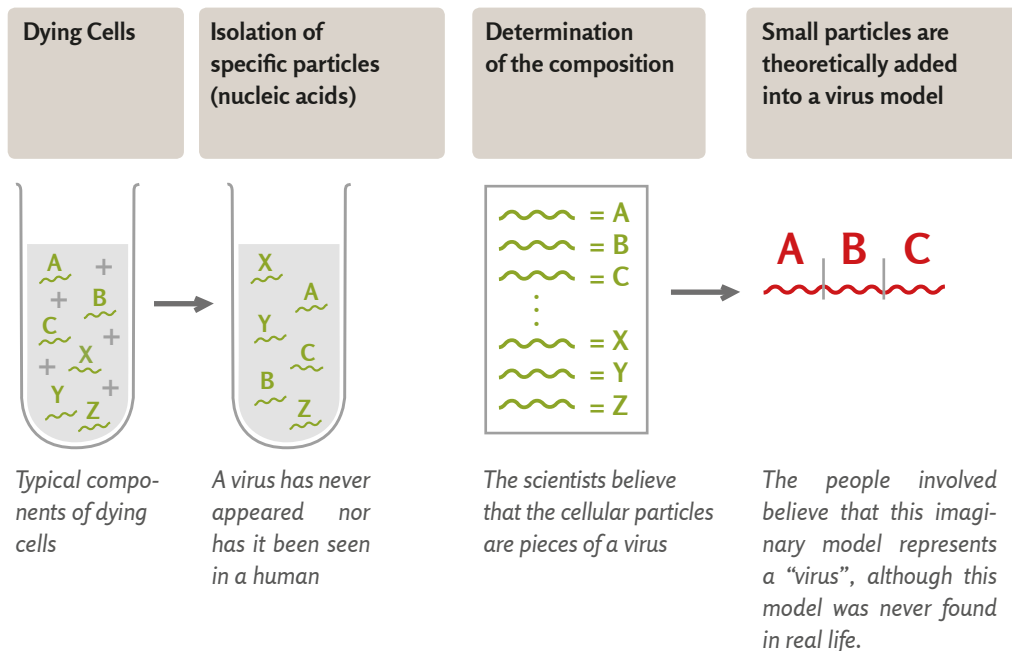 Dying Cells
Isolation of
specific particles
(nucleic acids)
Determination
of the composition
Small particles are
theoretically added
into a virus model
A
B
C
X
Y
Z
X
A
Y
C
B
Z
= A
= B
= C
= X
= Y
= Z
A B C
Typical compo-
nents of dying
cells
A virus has never
appeared nor
has it been seen
in a human
The scientists believe
that the cellular particles
are pieces of a virus
The people involved
believe that this imagi-
nary model represents
a “virus”, although this
model was never found
in real life.